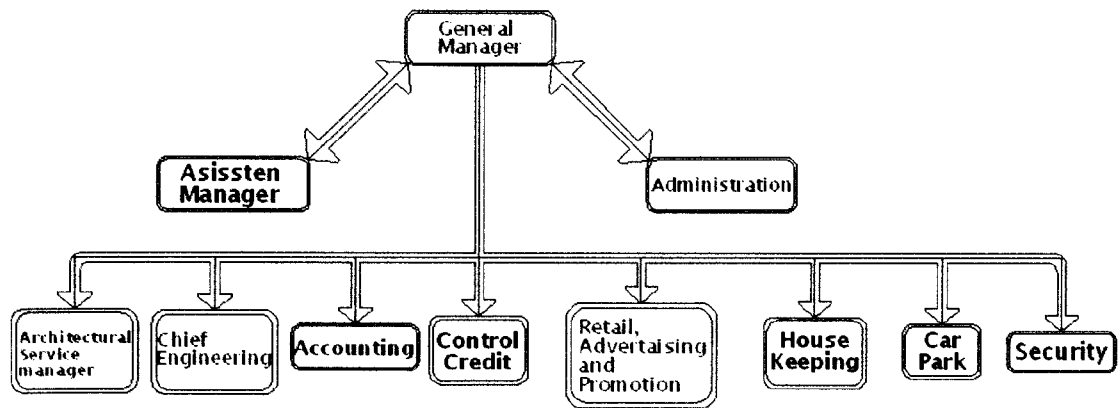 General
Manager
Asissten
Manager
Administration
Architectural
Service
manager
Chief
Engineering
Accounting
Control
Credit
Retail,
Advertaising
and
Promotion
House
Keeping
Car
Park
Security